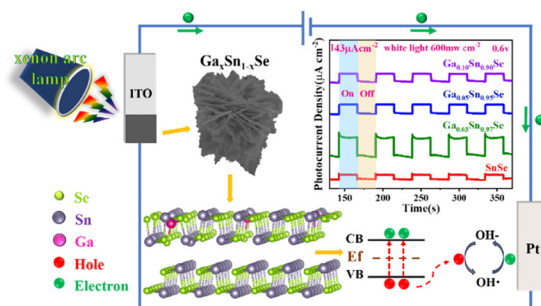 xenon arc
lamp
ITO
GaxSn1-xSe
143μAcm-2 white light 600mw cm-2 0.6v
Ga0.10Sn0.90Se
On Off
Ga0.05Sn0.95Se
Ga0.03Sn0.97Se
SnSe
Photocurrent Density(μA cm-2)
150 200 250 300 350
Time(s)
Se
Sn
Ga
Hole
Electron
CB
Ef
VB
OH-
OH•
Pt